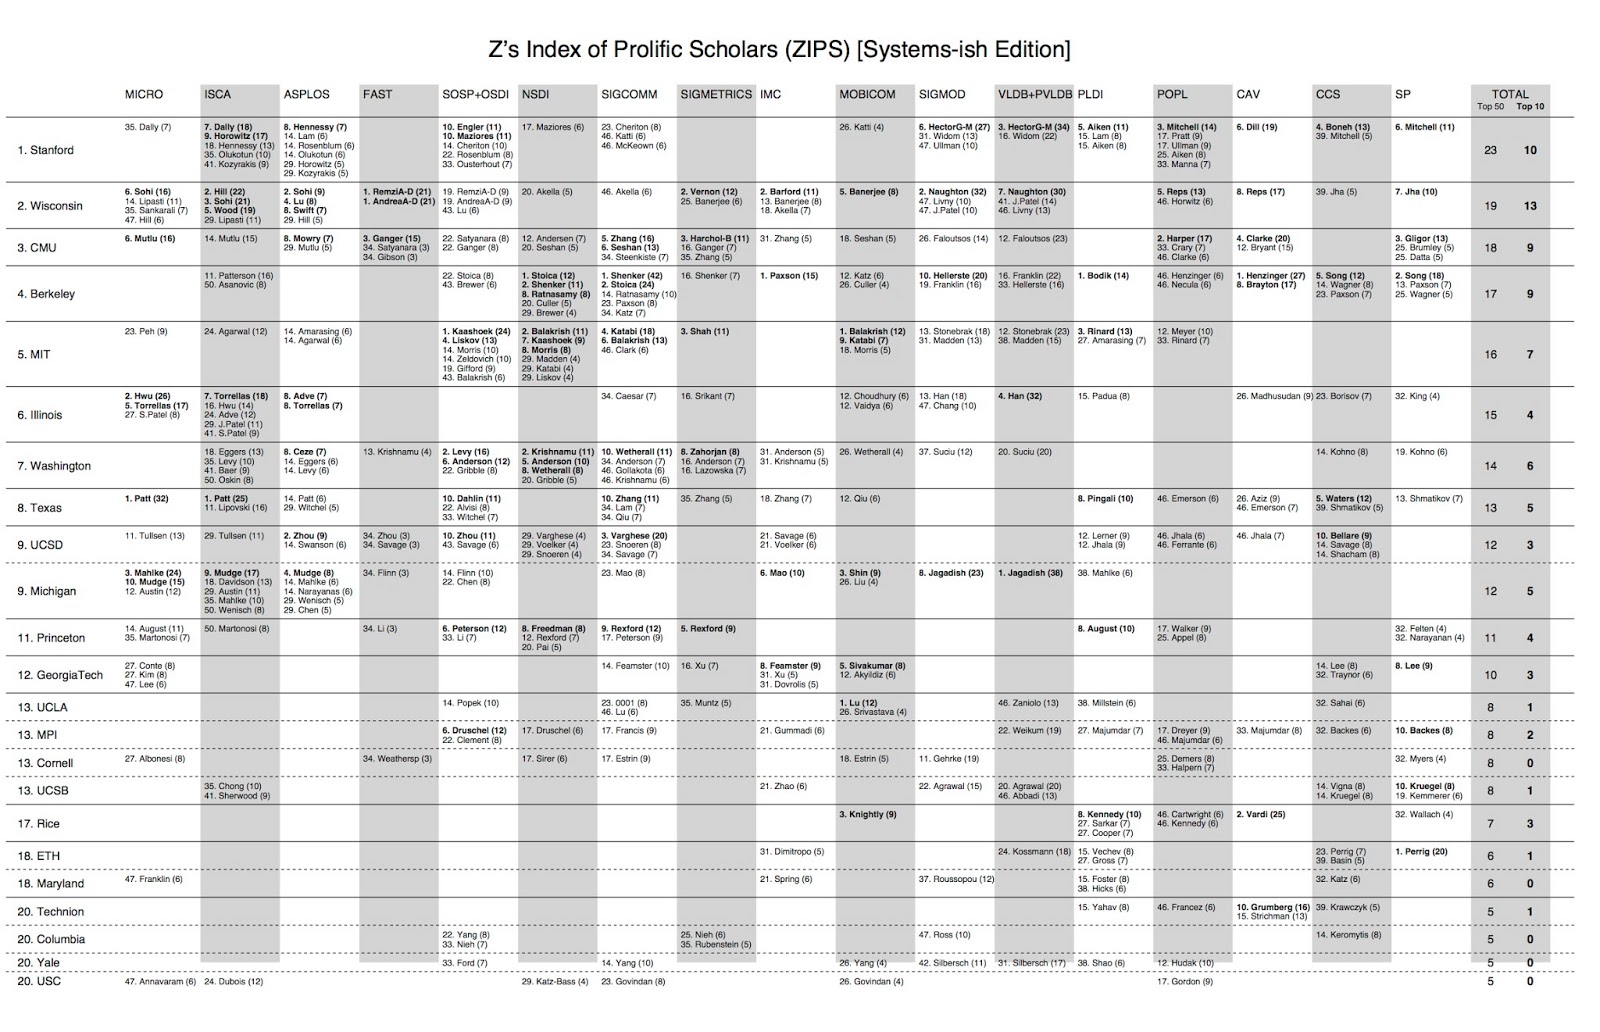 Z's Index of Prolific Scholars (ZIPS) [Systems-ish Edition]
MICRO ISCA ASPLOS FAST SOSP+OSDI NSDI SIGCOMM SIGMETRICS IMC MOBICOM SIGMOD VLDB+PVLDB PLDI POPL CAV CCS SP TOTAL
Top 50 Top 10
35. Dally (7) 7. Dally (18) 8. Hennessy (7) 10. Engler (11) 17. Maziores (6) 23. Cheriton (8) 26. Katti (4) 6. HectorG-M (27) 3. HectorG-M (34) 5. Aiken (11) 3. Mitchell (14) 6. Dill (19) 4. Boneh (13) 6. Mitchell (11)
9. Horowitz (17) 14. Lam (6) 10. Maziores (11) 46. Katti (6) 31. Widom (13) 16. Widom (22) 15. Lam (8) 17. Pratt (9) 39. Mitchell (5)
1. Stanford 18. Hennessy (13) 14. Rosenblum (6) 14. Cheriton (10) 46. McKeown (6) 47. Ullman (10) 15. Aiken (8) 17. Ullman (9) 23 10
35. Olukotun (10) 14. Olukotun (6) 22. Rosenblum (8) 25. Aiken (8)
41. Kozyrakis (9) 29. Horowitz (5) 33. Ousterhout (7) 33. Manna (7)
29. Kozyrakis (5)
6. Sohi (16) 2. Hill (22) 2. Sohi (9) 1. RemziA-D (21) 19. RemziA-D (9) 20. Akella (5) 46. Akella (6) 2. Vernon (12) 2. Barford (11) 5. Banerjee (8) 2. Naughton (32) 7. Naughton (30) 5. Reps (13) 8. Reps (17) 39. Jha (5) 7. Jha (10)
14. Lipasti (11) 3. Sohi (21) 4. Lu (8) 1. AndreaA-D (21) 19. AndreaA-D (9) 25. Banerjee (6) 13. Banerjee (8) 47. Livny (10) 41. J.Patel (14) 46. Horwitz (6)
2. Wisconsin 35. Sankarali (7) 5. Wood (19) 8. Swift (7) 43. Lu (6) 18. Akella (7) 47. J.Patel (10) 46. Livny (13) 19 13
47. Hill (6) 29. Lipasti (11) 29. Hill (5)
6. Mutlu (16) 14. Mutlu (15) 8. Mowry (7) 3. Ganger (15) 22. Satyanara (8) 12. Andersen (7) 5. Zhang (16) 3. Harchol-B (11) 31. Zhang (5) 18. Seshan (5) 26. Faloutsos (14) 12. Faloutsos (23) 2. Harper (17) 4. Clarke (20) 3. Gligor (13)
3. CMU 29. Mutlu (5) 34. Satyanara (3) 22. Ganger (8) 20. Seshan (5) 6. Seshan (13) 16. Ganger (7) 33. Crary (7) 12. Bryant (15) 25. Brumley (5) 18 9
34. Gibson (3) 34. Steenkiste (7) 35. Zhang (5) 46. Clarke (6) 25. Datta (5)
11. Patterson (16) 22. Stoica (8) 1. Stoica (12) 1. Shenker (42) 16. Shenker (7) 1. Paxson (15) 12. Katz (6) 10. Hellerste (20) 16. Franklin (22) 1. Bodik (14) 46. Henzinger (6) 1. Henzinger (27) 5. Song (12) 2. Song (18)
50. Asanovic (8) 43. Brewer (6) 2. Shenker (11) 2. Stoica (24) 26. Culler (4) 19. Franklin (16) 33. Hellerste (16) 46. Necula (6) 8. Brayton (17) 14. Wagner (8) 13. Paxson (7)
4. Berkeley 8. Ratnasamy (8) 14. Ratnasamy (10) 23. Paxson (7) 25. Wagner (5) 17 9
20. Culler (5) 23. Paxson (8)
29. Brewer (4) 34. Katz (7)
23. Peh (9) 24. Agarwal (12) 14. Amarasing (6) 1. Kaashoek (24) 2. Balakrish (11) 4. Katabi (18) 3. Shah (11) 1. Balakrish (12) 13. Stonebrak (18) 12. Stonebrak (23) 3. Rinard (13) 12. Meyer (10)
14. Agarwal (6) 4. Liskov (13) 7. Kaashoek (9) 6. Balakrish (13) 9. Katabi (7) 31. Madden (13) 38. Madden (15) 27. Amarasing (7) 33. Rinard (7)
5. MIT 14. Morris (10) 8. Morris (8) 46. Clark (6) 18. Morris (5) 16 7
14. Zeldovich (10) 29. Madden (4)
19. Gifford (9) 29. Katabi (4)
43. Balakrish (6) 29. Liskov (4)
2. Hwu (26) 7. Torrellas (18) 8. Adve (7) 34. Caesar (7) 16. Srikant (7) 12. Choudhury (6) 13. Han (18) 4. Han (32) 15. Padua (8) 26. Madhusudan (9) 23. Borisov (7) 32. King (4)
5. Torrellas (17) 16. Hwu (14) 8. Torrellas (7) 12. Vaidya (6) 47. Chang (10)
6. Illinois 27. S.Patel (8) 24. Adve (12) 15 4
29. J.Patel (11)
41. S.Patel (9)
18. Eggers (13) 8. Ceze (7) 13. Krishnamu (4) 2. Levy (16) 2. Krishnamu (11) 10. Wetherall (11) 8. Zahorjan (8) 31. Anderson (5) 26. Wetherall (4) 37. Suciu (12) 20. Suciu (20) 14. Kohno (8) 19. Kohno (6)
35. Levy (10) 14. Eggers (6) 6. Anderson (12) 5. Anderson (10) 34. Anderson (7) 16. Anderson (7) 31. Krishnamu (5)
7. Washington 41. Baer (9) 14. Levy (6) 22. Gribble (8) 8. Wetherall (8) 46. Gollakota (6) 16. Lazowska (7) 14 6
50. Oskin (8) 20. Gribble (5) 46. Krishnamu (6)
1. Patt (32) 1. Patt (25) 14. Patt (6) 10. Dahlin (11) 10. Zhang (11) 35. Zhang (5) 18. Zhang (7) 12. Qiu (6) 8. Pingali (10) 46. Emerson (6) 26. Aziz (9) 5. Waters (12) 13. Shmatikov (7)
8. Texas 11. Lipovski (16) 29. Witchel (5) 22. Alvisi (8) 34. Lam (7) 46. Emerson (7) 39. Shmatikov (5) 13 5
33. Witchel (7) 34. Qiu (7)
11. Tullsen (13) 29. Tullsen (11) 2. Zhou (9) 34. Zhou (3) 10. Zhou (11) 29. Varghese (4) 3. Varghese (20) 21. Savage (6) 12. Lerner (9) 46. Jhala (6) 46. Jhala (7) 10. Bellare (9)
9. UCSD 14. Swanson (6) 34. Savage (3) 43. Savage (6) 29. Voelker (4) 23. Snoeren (8) 21. Voelker (6) 12. Jhala (9) 46. Ferrante (6) 14. Savage (8) 12 3
29. Snoeren (4) 34. Savage (7) 14. Shacham (8)
3. Mahlke (24) 9. Mudge (17) 4. Mudge (8) 34. Flinn (3) 14. Flinn (10) 23. Mao (8) 6. Mao (10) 3. Shin (9) 8. Jagadish (23) 1. Jagadish (38) 38. Mahlke (6)
10. Mudge (15) 18. Davidson (13) 14. Mahlke (6) 22. Chen (8) 26. Liu (4)
9. Michigan 12. Austin (12) 29. Austin (11) 14. Narayanas (6) 12 5
35. Mahlke (10) 29. Wenisch (5)
50. Wenisch (8) 29. Chen (5)
14. August (11) 50. Martonosi (8) 34. Li (3) 6. Peterson (12) 8. Freedman (8) 9. Rexford (12) 5. Rexford (9) 8. August (10) 17. Walker (9) 32. Felten (4)
11. Princeton 35. Martonosi (7) 33. Li (7) 12. Rexford (7) 17. Peterson (9) 25. Appel (8) 32. Narayanan (4) 11 4
20. Pai (5)
27. Conte (8) 14. Feamster (10) 16. Xu (7) 8. Feamster (9) 5. Sivakumar (8) 14. Lee (8) 8. Lee (9)
12. GeorgiaTech 27. Kim (8) 31. Xu (5) 12. Akyildiz (6) 32. Traynor (6) 10 3
47. Lee (6) 31. Dovrolis (5)
13. UCLA 14. Popek (10) 23. 0001 (8) 35. Muntz (5) 1. Lu (12) 46. Zaniolo (13) 38. Millstein (6) 32. Sahai (6) 8 1
46. Lu (6) 26. Srivastava (4)
13. MPI 6. Druschel (12) 17. Druschel (6) 17. Francis (9) 21. Gummadi (6) 22. Weikum (19) 27. Majumdar (7) 17. Dreyer (9) 33. Majumdar (8) 32. Backes (6) 10. Backes (8) 8 2
22. Clement (8) 46. Majumdar (6)
13. Cornell 27. Albonesi (8) 34. Weathersp (3) 17. Sirer (6) 17. Estrin (9) 18. Estrin (5) 11. Gehrke (19) 25. Demers (8) 32. Myers (4) 8 0
33. Halpern (7)
13. UCSB 35. Chong (10) 21. Zhao (6) 22. Agrawal (15) 20. Agrawal (20) 14. Vigna (8) 10. Kruegel (8) 8 1
41. Sherwood (9) 46. Abbadi (13) 14. Kruegel (8) 19. Kemmerer (6)
3. Knightly (9) 8. Kennedy (10) 46. Cartwright (6) 2. Vardi (25) 32. Wallach (4)
17. Rice 27. Sarkar (7) 46. Kennedy (6) 7 3
27. Cooper (7)
18. ETH 31. Dimitropo (5) 24. Kossmann (18) 15. Vechev (8) 23. Perrig (7) 1. Perrig (20) 6 1
27. Gross (7) 39. Basin (5)
18. Maryland 47. Franklin (6) 21. Spring (6) 37. Roussopou (12) 15. Foster (8) 32. Katz (6) 6 0
38. Hicks (6)
20. Technion 15. Yahav (8) 46. Francez (6) 10. Grumberg (16) 39. Krawczyk (5) 5 1
15. Strichman (13)
20. Columbia 22. Yang (8) 25. Nieh (6) 47. Ross (10) 14. Keromytis (8) 5 0
33. Nieh (7) 35. Rubenstein (5)
20. Yale 33. Ford (7) 14. Yang (10) 26. Yang (4) 42. Silbersch (11) 31. Silbersch (17) 38. Shao (6) 12. Hudak (10) 5 0
20. USC 47. Annavaram (6) 24. Dubois (12) 29. Katz-Bass (4) 23. Govindan (8) 26. Govindan (4) 17. Gordon (9) 5 0